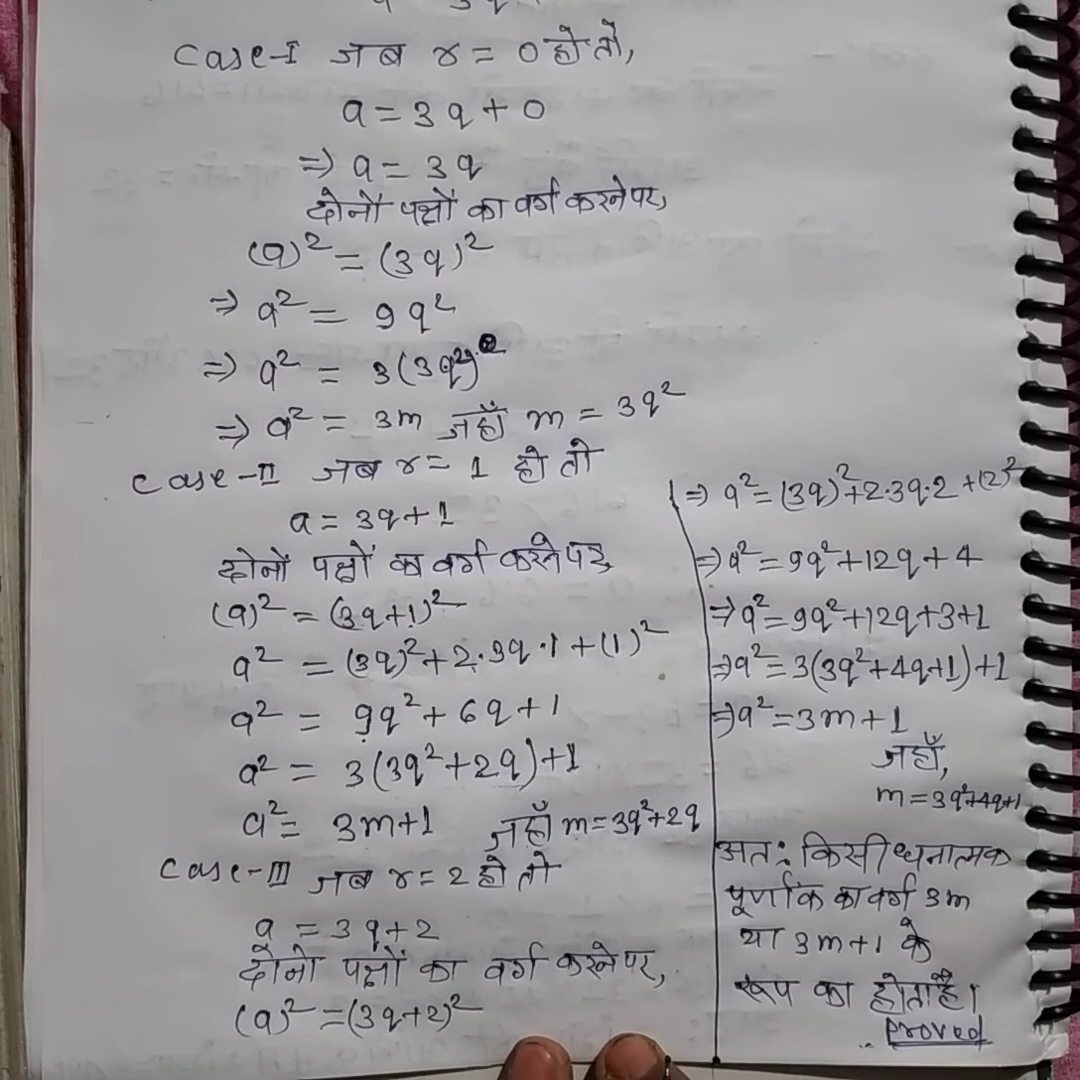 Case-I जब r = 0 हो तो,
a = 3q + 0
⇒ a = 3q
दोनों पक्षों का वर्ग करने पर,
(a)² = (3q)²
⇒ a² = 9q²
⇒ a² = 3(3q²)
⇒ a² = 3m जहाँ m = 3q²
Case-II जब r = 1 हो तो
a = 3q+1
दोनों पक्षों का वर्ग करने पर,
(a)² = (3q+1)²
a² = (3q)²+2·3q·1+(1)²
a² = 9q²+6q+1
a² = 3(3q²+2q)+1
a² = 3m+1 जहाँ m=3q²+2q
Case-III जब r=2 हो तो
a = 3q+2
दोनों पक्षों का वर्ग करने पर,
(a)² =(3q+2)²
⇒ a²=(3q)²+2·3q·2+(2)²
⇒a²=9q²+12q+4
⇒a²=9q²+12q+3+1
⇒a²=3(3q²+4q+1)+1
⇒a²=3m+1
जहाँ,
m=3q²+4q+1
अतः किसी धनात्मक
पूर्णांक का वर्ग 3m
या 3m+1 के
रूप का होता है।
Proved